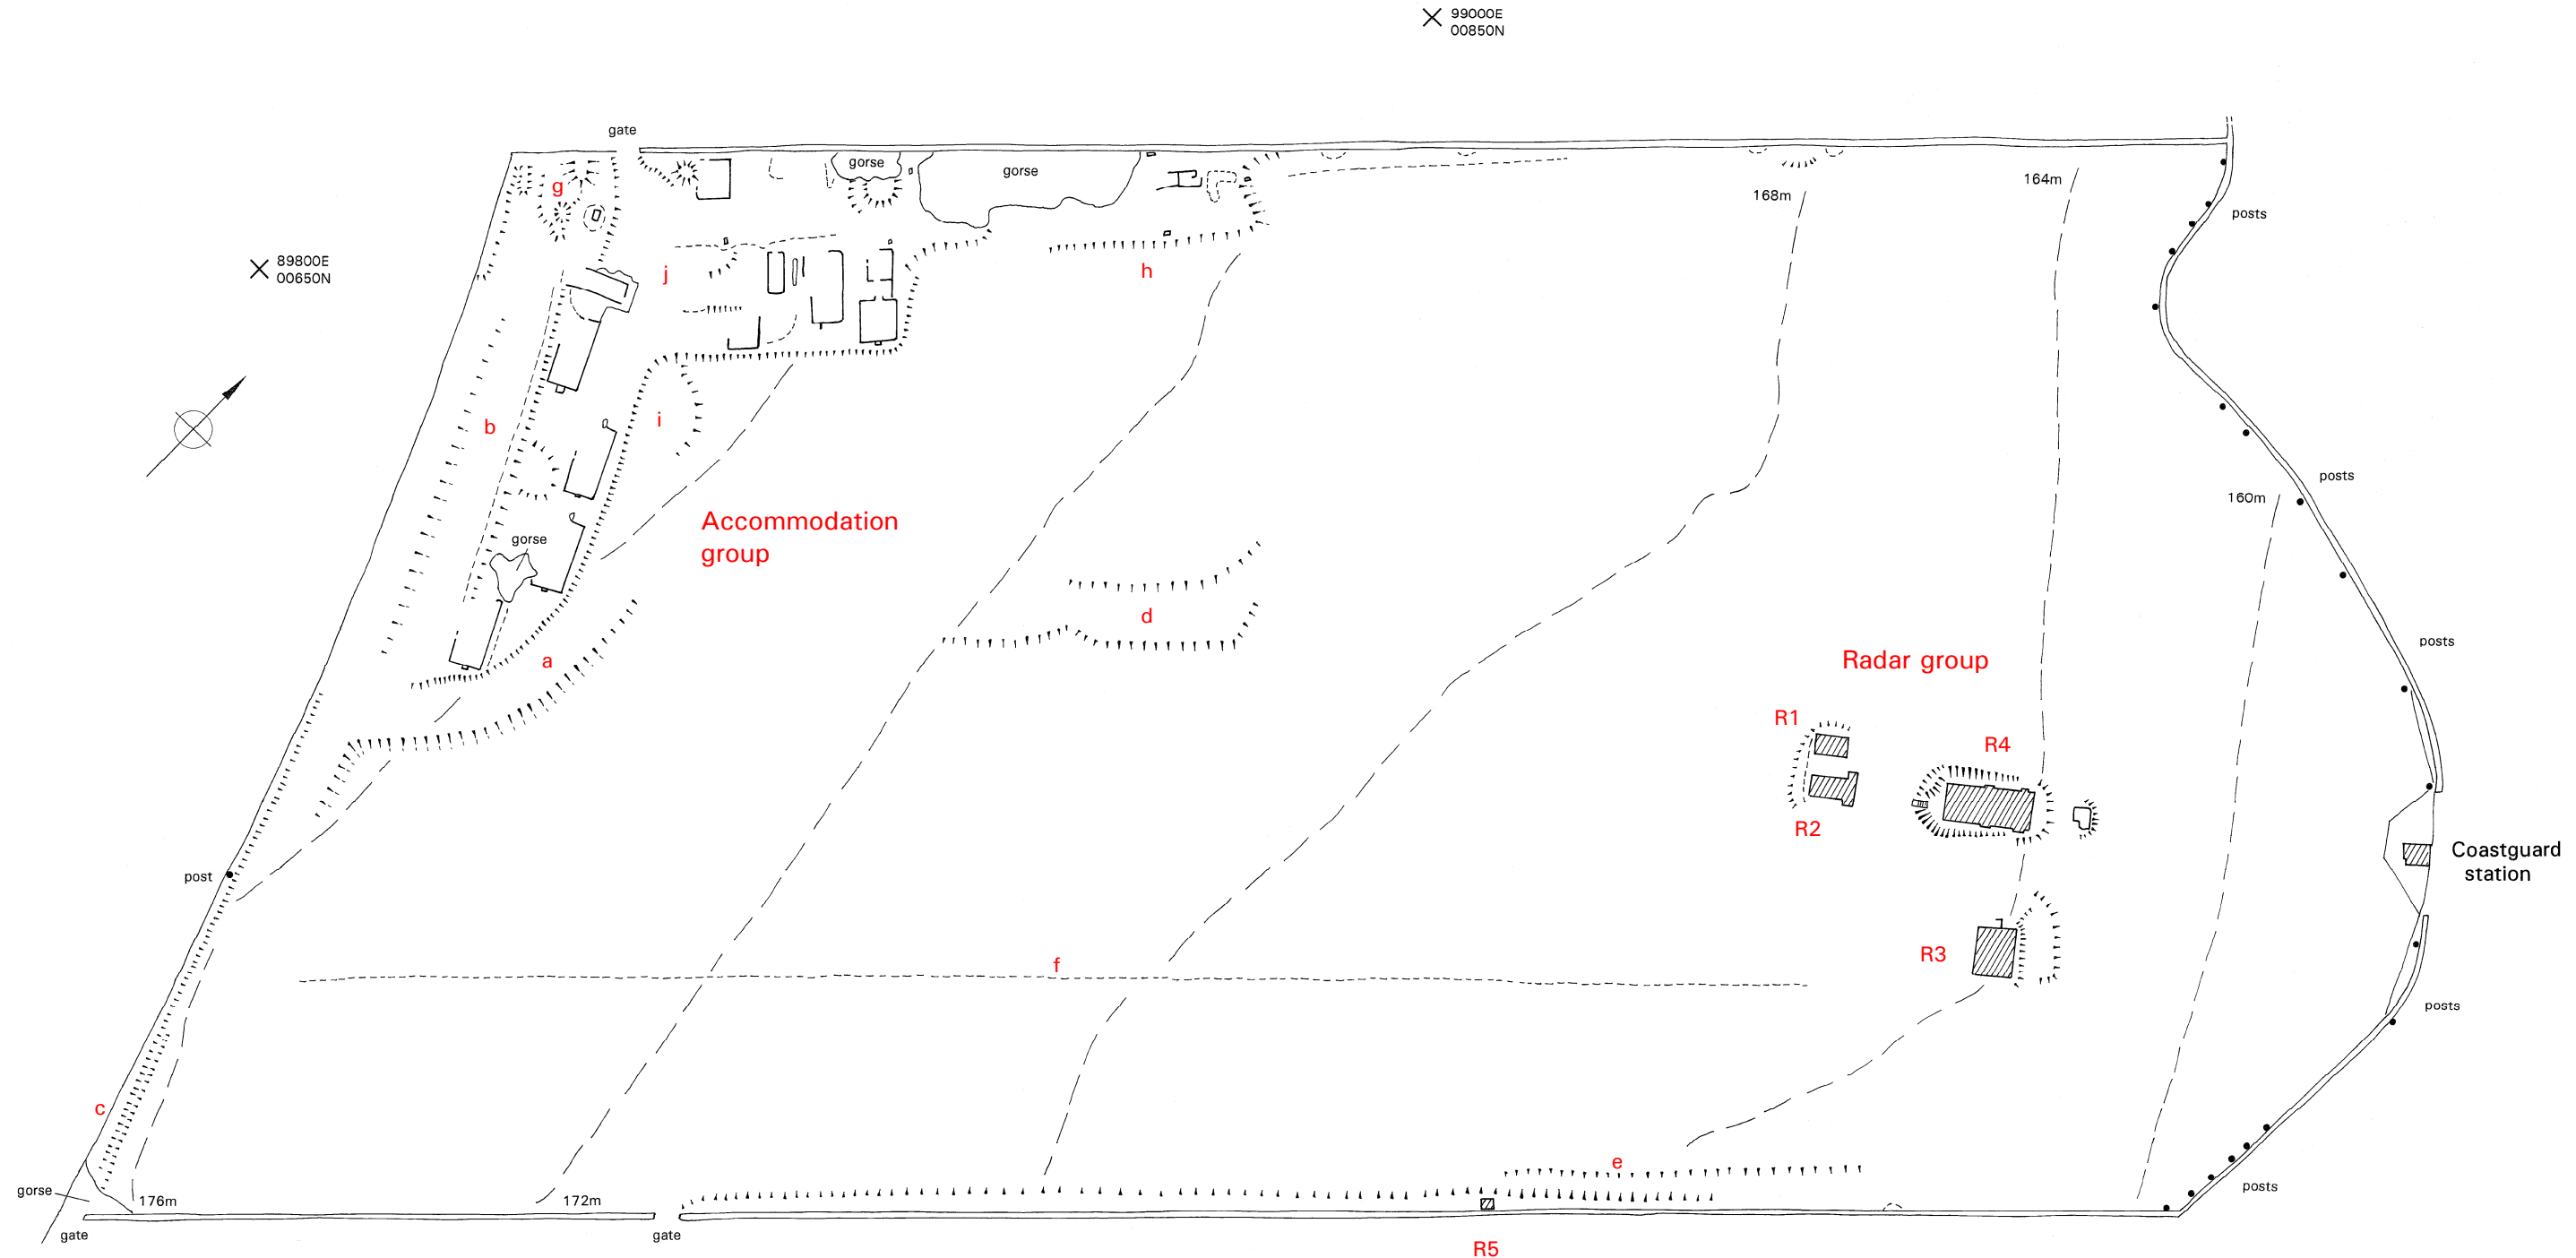 99000E
00850N
gate
gorse
gorse
g
168m
164m
posts
89800E
00650N
j
h
b
i
160m
posts
Accommodation
group
gorse
d
posts
a
Radar group
R1
R4
R2
Coastguard
station
post
R3
f
posts
c
e
gorse
176m
172m
posts
gate
gate
R5